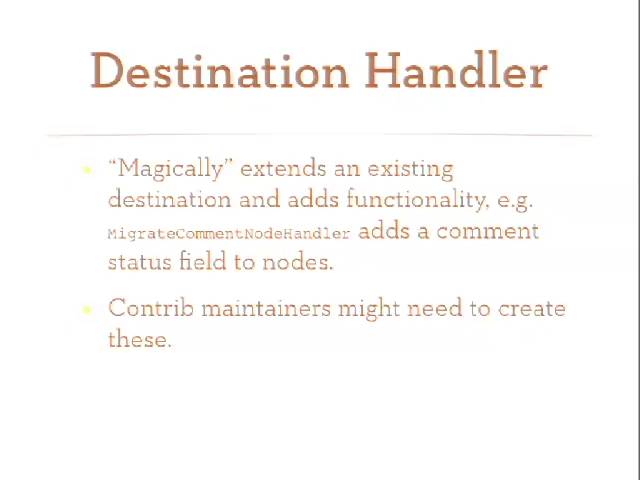 Destination Handler
"Magically" extends an existing
destination and adds functionality, e.g.
MigrateCommentNodeHandler adds a comment
status field to nodes.
Contrib maintainers might need to create
these.